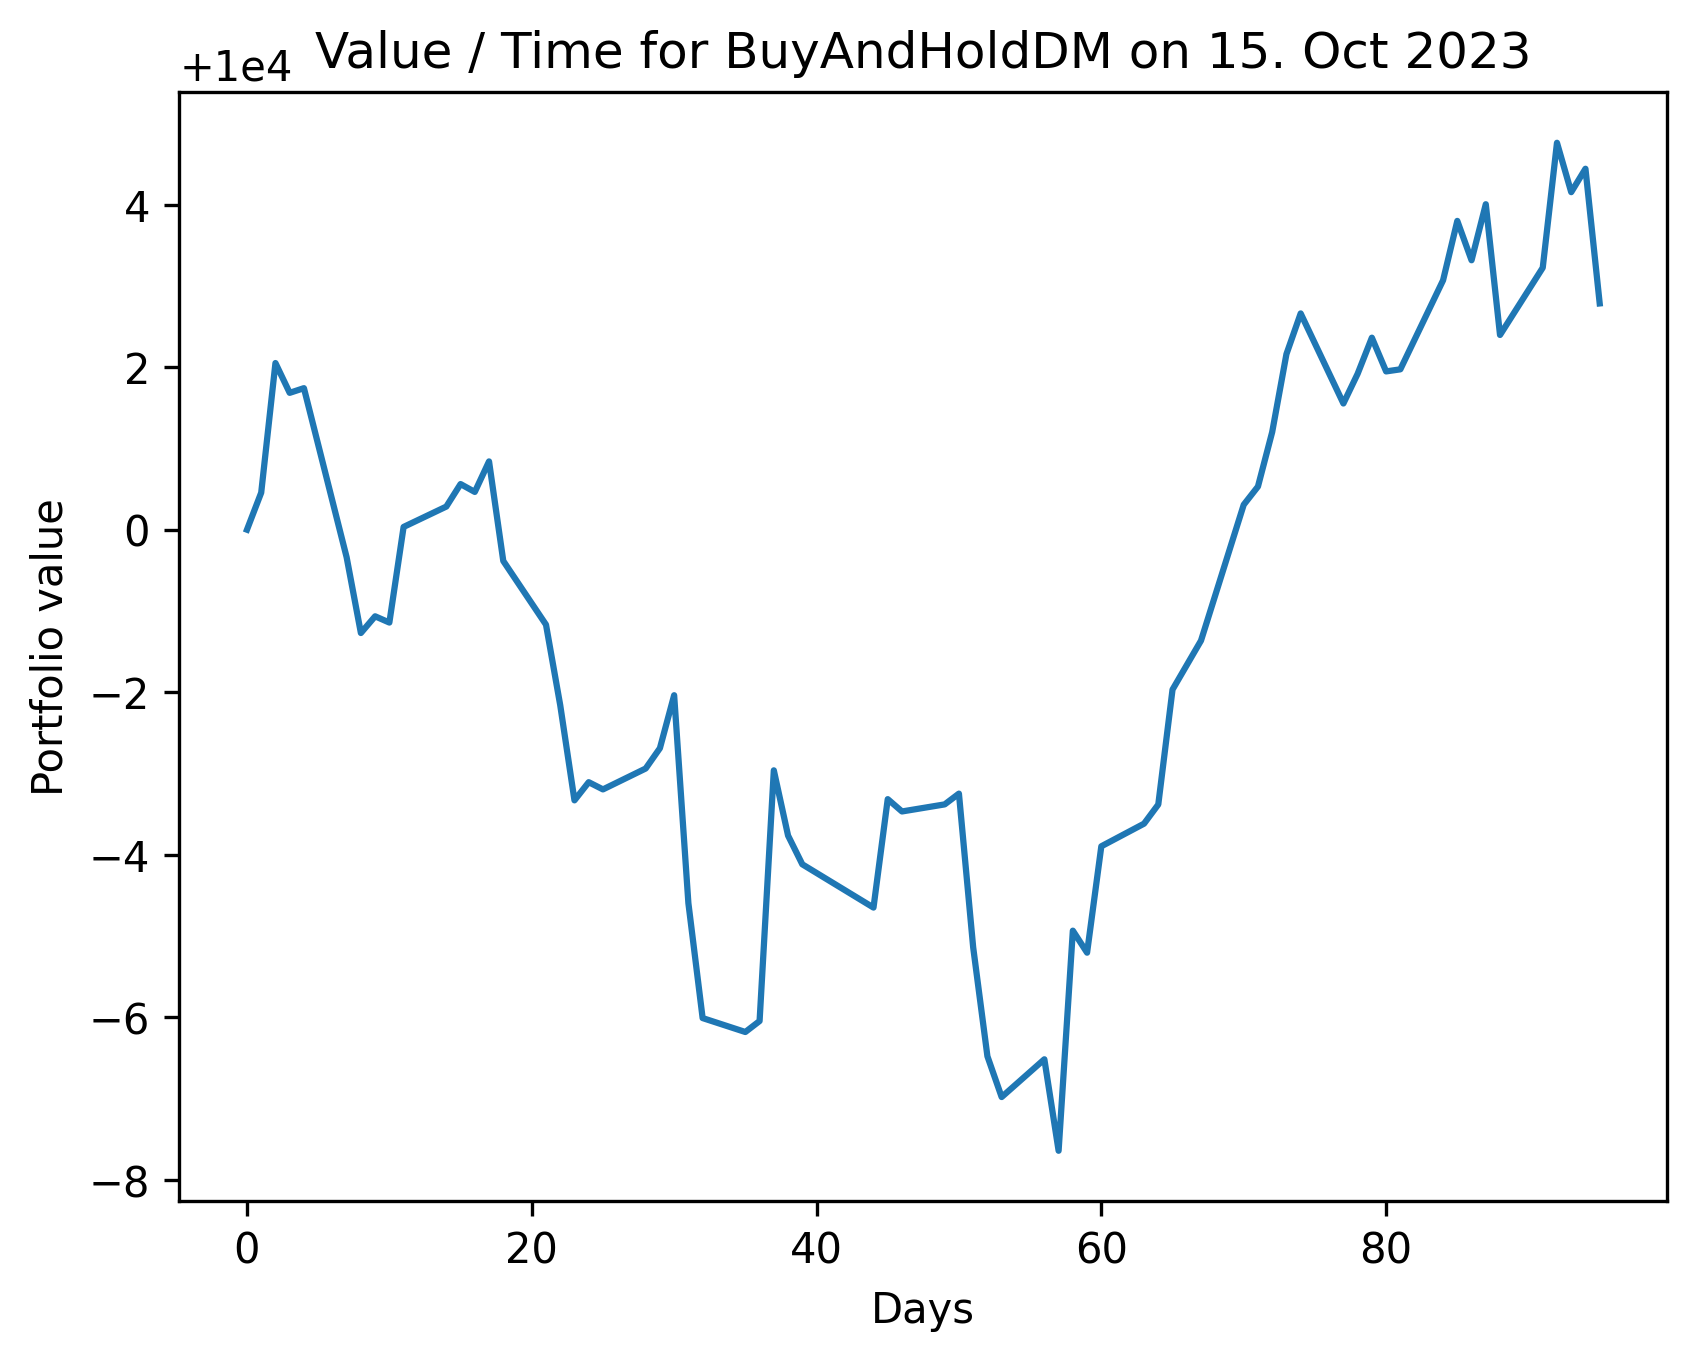 Value / Time for BuyAndHoldDM on 15. Oct 2023
+1e4
Portfolio value
4
2
0
−2
−4
−6
−8
0 20 40 60 80
Days